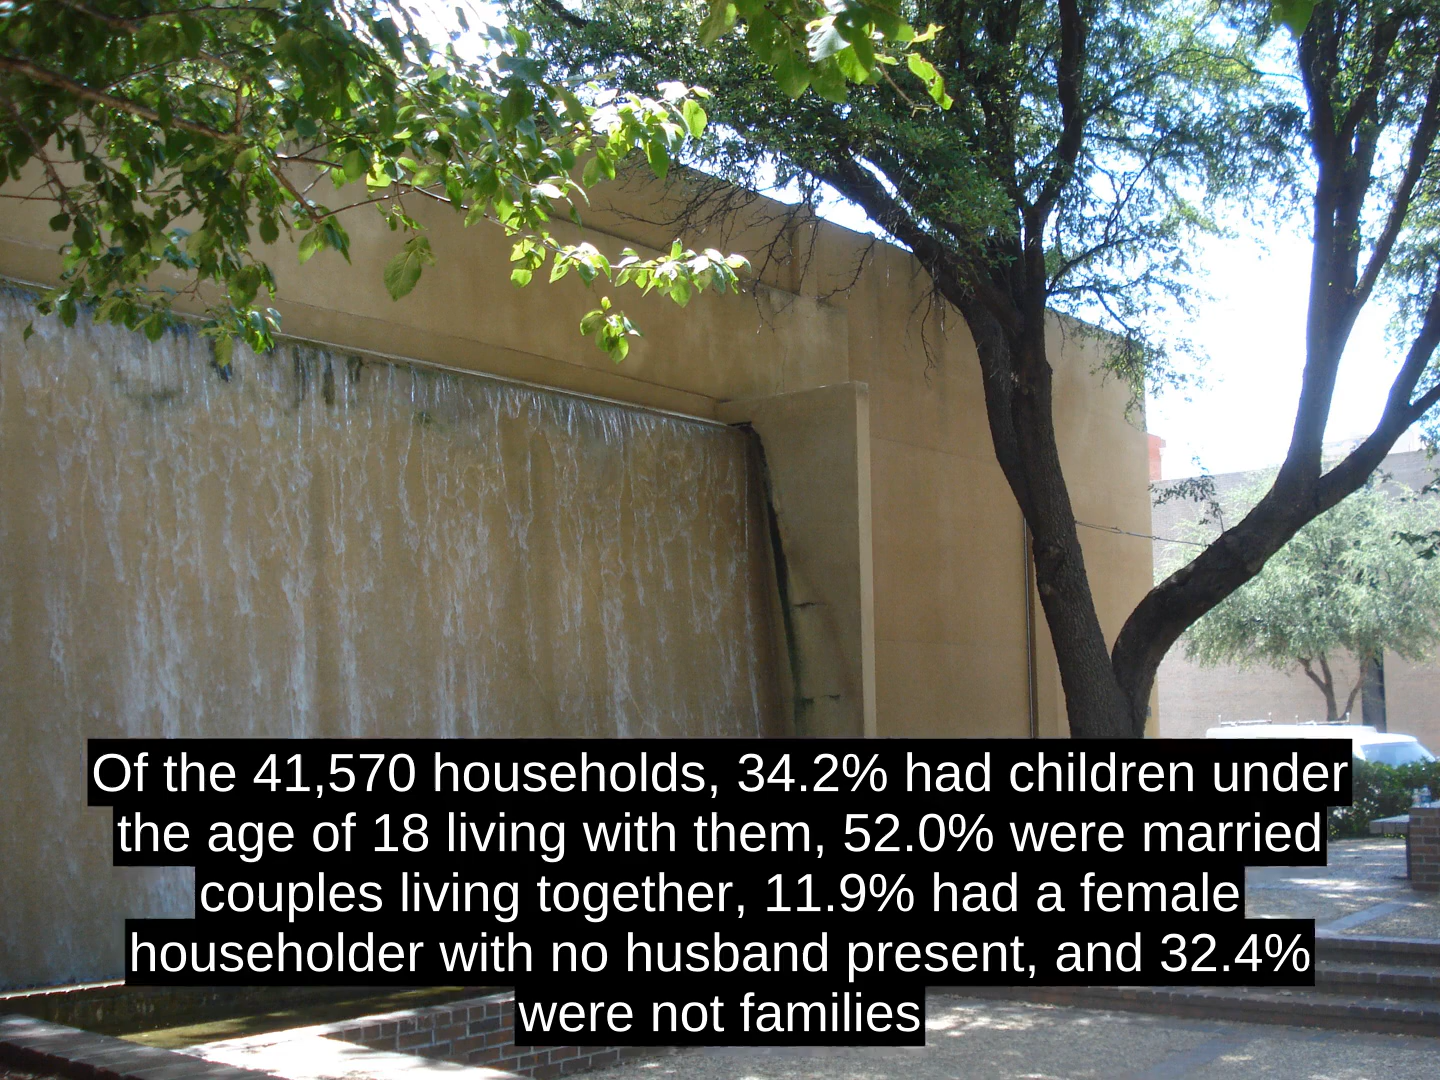 Of the 41,570 households, 34.2% had children under
the age of 18 living with them, 52.0% were married
couples living together, 11.9% had a female
householder with no husband present, and 32.4%
were not families